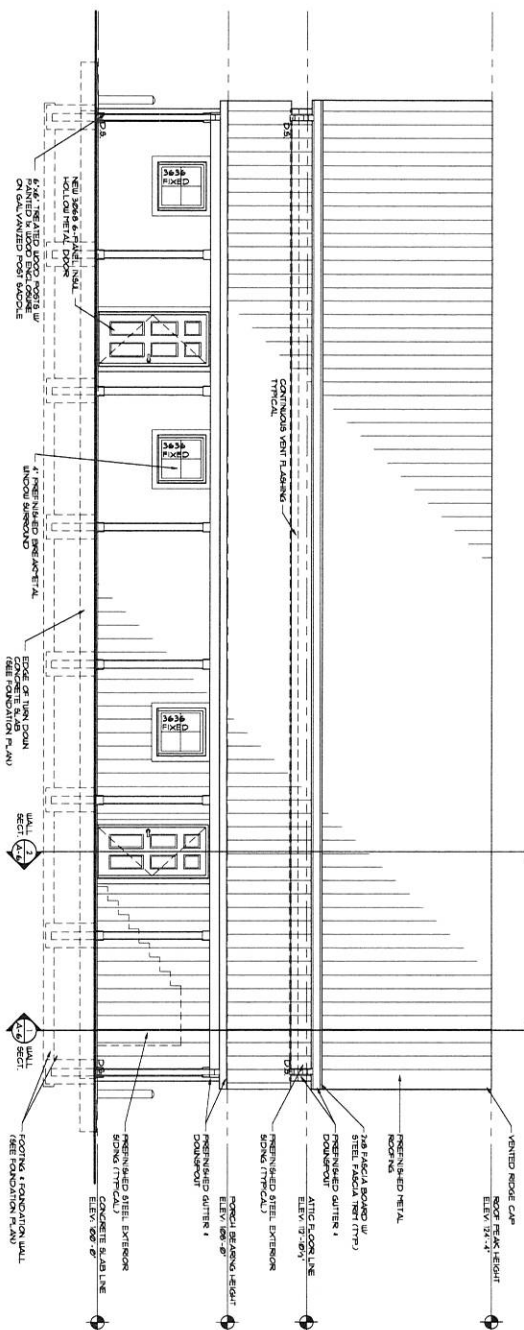 VENTED RIDGE CAP
ROOF PEAK HEIGHT
ELEV: 124'-4"
PREFINISHED METAL
ROOFING
2x8 FASCIA BOARD W/
STEEL FASCIA TRIM (TYP.)
PREFINISHED GUTTER &
DOWNSPOUT
ATTIC FLOOR LINE
PREFINISHED STEEL EXTERIOR
SIDING (TYPICAL)
PORCH BEARING HEIGHT
ELEV: 108'-0"
PREFINISHED GUTTER &
DOWNSPOUT
PREFINISHED STEEL EXTERIOR
SIDING (TYPICAL)
CONCRETE SLAB LINE
ELEV: 100'-0"
FOOTING & FOUNDATION WALL
(SEE FOUNDATION PLAN)
D.S.
D.S.
CONTINUOUS VENT FLASHING
TYPICAL
D.S.
D.S.
3636
FIXED
3636
FIXED
3636
FIXED
NEW 3068 6-PANEL INSUL.
HOLLOW METAL DOOR
6"x6" TREATED WOOD POSTS W/
PAINTED 1x WOOD ENCLOSURE
ON GALVANIZED POST SADDLE
4" PREFINISHED BREAKMETAL
WINDOW SURROUND
EDGE OF TURN DOWN
CONCRETE SLAB
(SEE FOUNDATION PLAN)
WALL
SECT.
2
A-6
1
A-6
WALL
SECT.